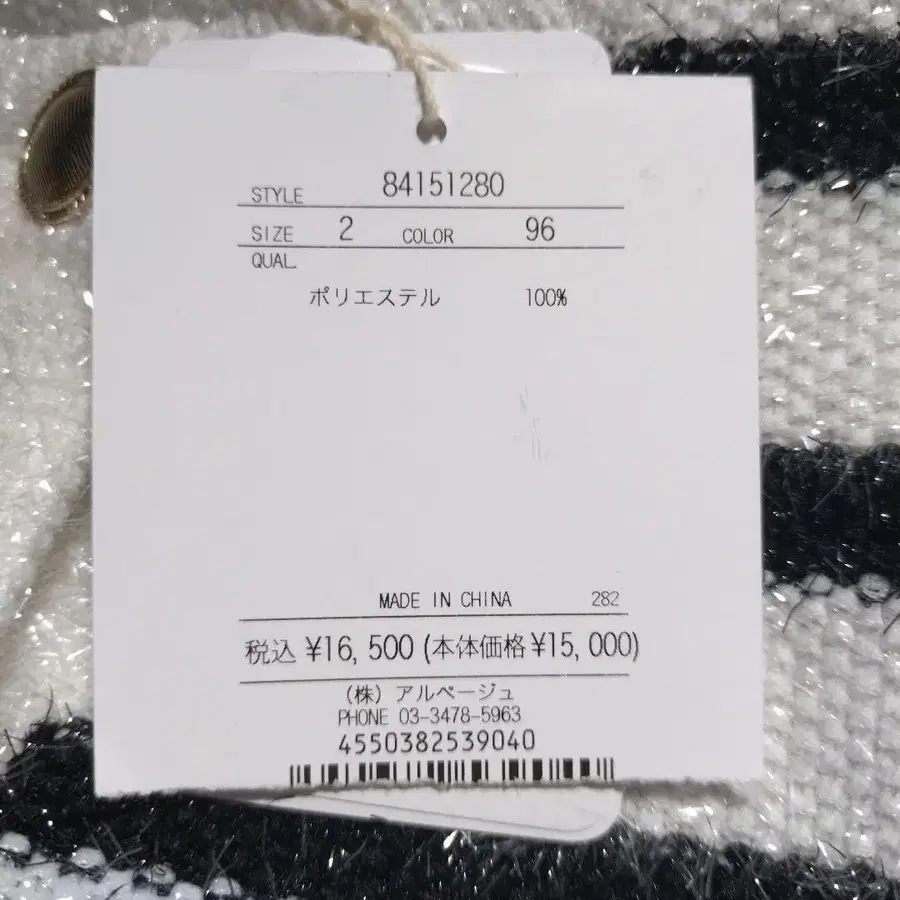 STYLE 84151280
SIZE 2 COLOR 96
QUAL.
ポリエステル 100%
MADE IN CHINA 282
税込 ¥16,500 (本体価格¥15,000)
(株) アルページュ
PHONE 03-3478-5963
4550382539040